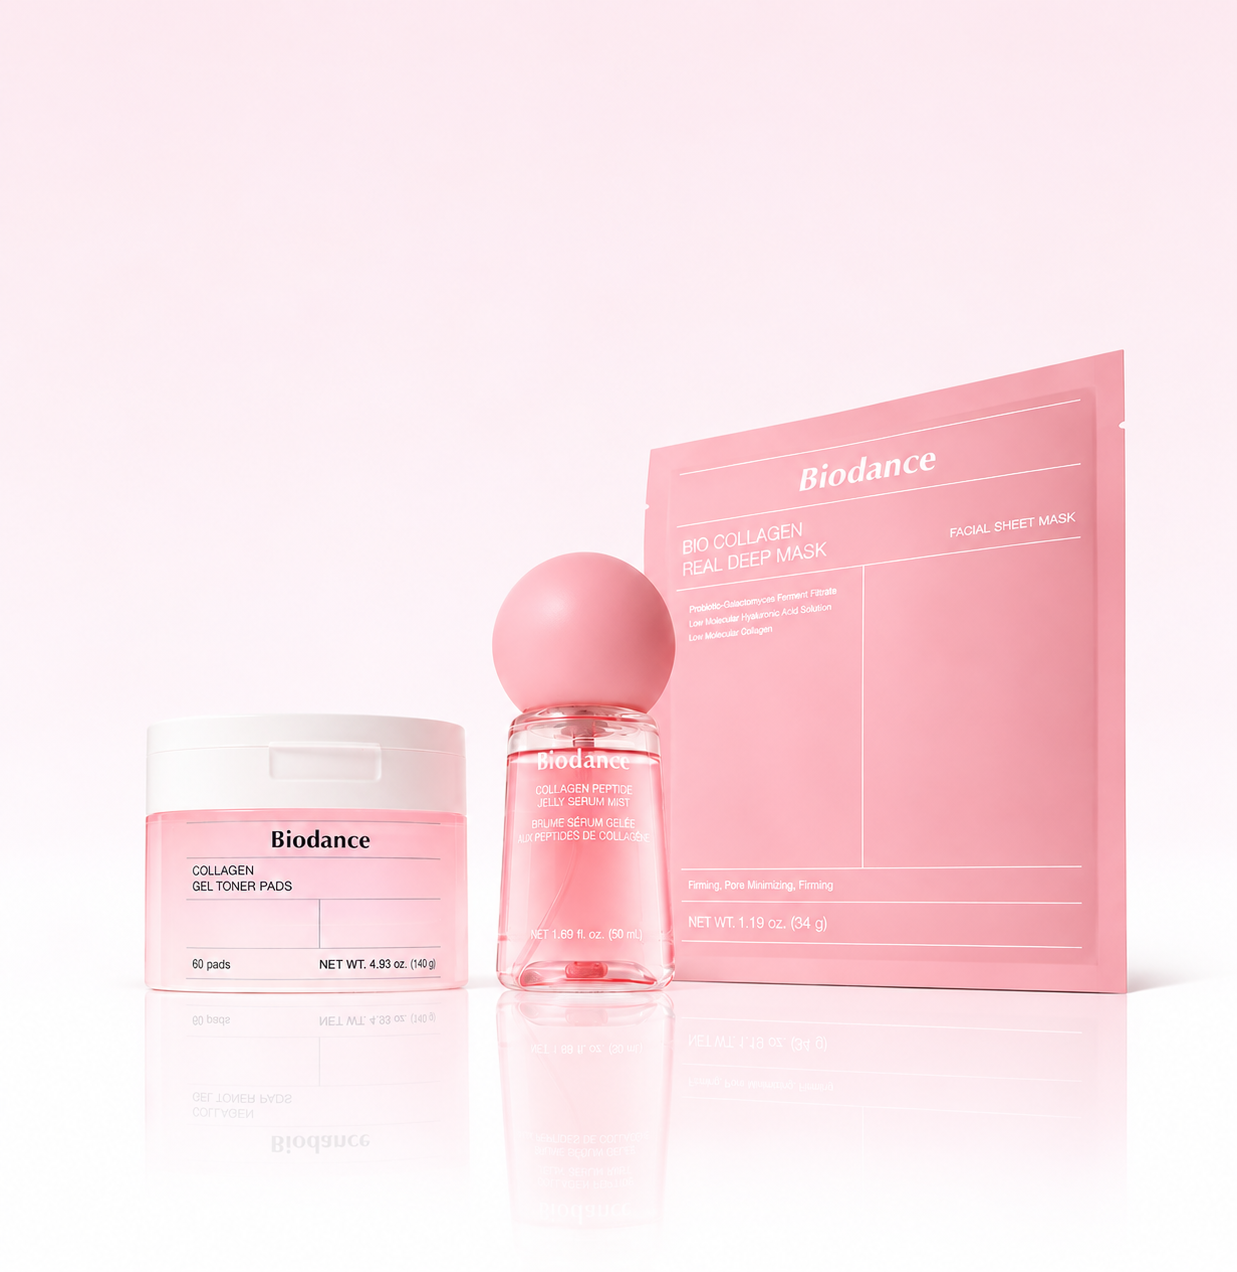 Biodance
COLLAGEN
GEL TONER PADS
60 pads
NET WT. 4.93 oz. (140 g)
Biodance
COLLAGEN PEPTIDE
JELLY SERUM MIST
BRUME SÉRUM GELÉE
AUX PEPTIDES DE COLLAGÈNE
NET 1.69 fl. oz. (50 mL)
Biodance
BIO COLLAGEN
REAL DEEP MASK
FACIAL SHEET MASK
Probiotic-Galactomyces Ferment Filtrate
Low Molecular Hyaluronic Acid Solution
Low Molecular Collagen
Firming, Pore Minimizing, Firming
NET WT. 1.19 oz. (34 g)